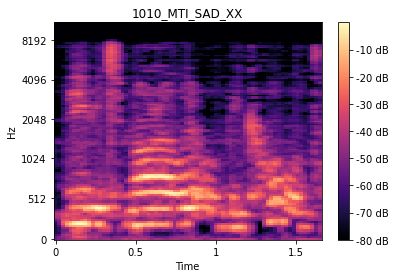 1010_MTI_SAD_XX
8192
4096
2048
1024
512
0
Hz
0
0.5
1
1.5
Time
-10 dB
-20 dB
-30 dB
-40 dB
-50 dB
-60 dB
-70 dB
-80 dB